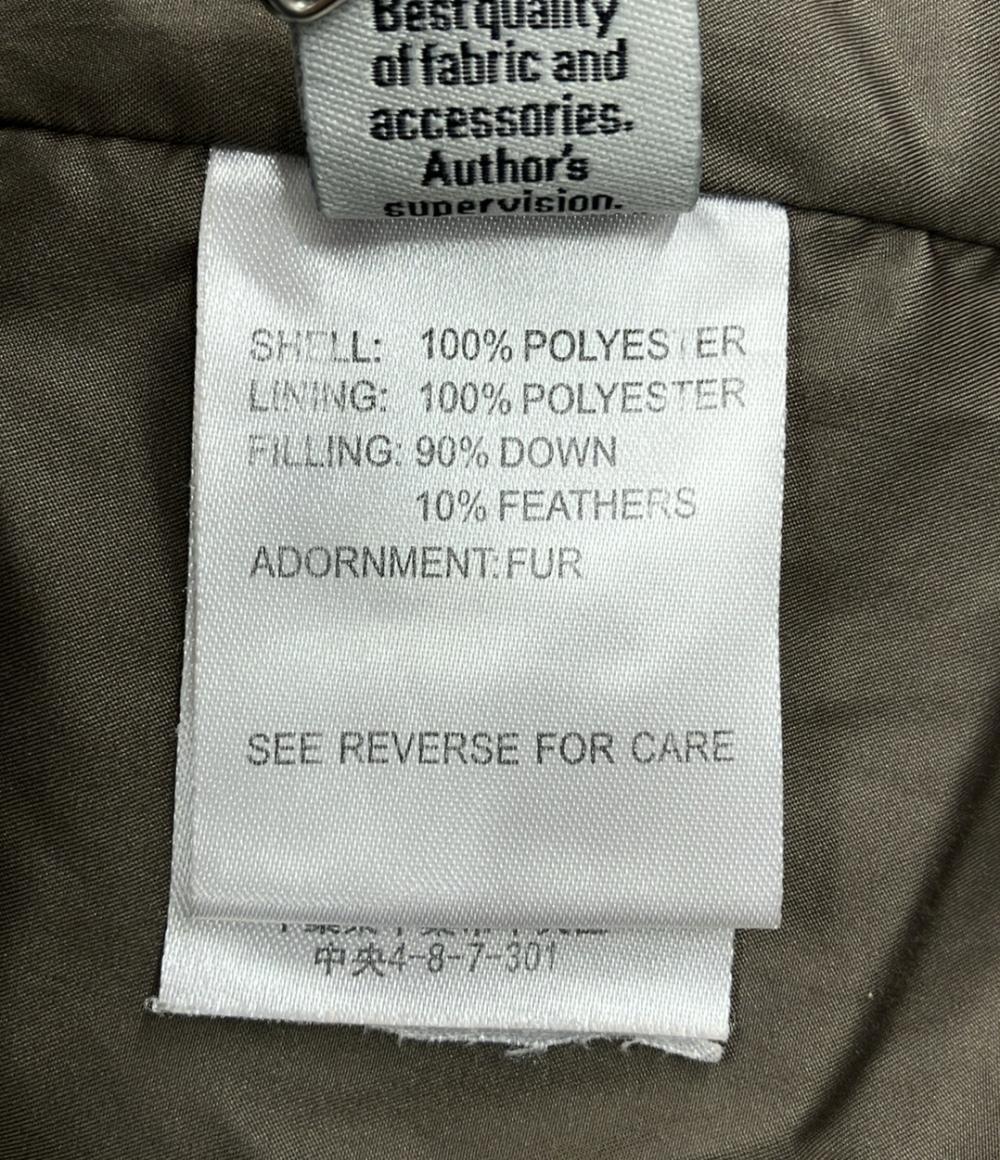 Best quality
of fabric and
accessories.
Author's
supervision.
SHELL: 100% POLYESTER
LINING: 100% POLYESTER
FILLING: 90% DOWN
10% FEATHERS
ADORNMENT: FUR
SEE REVERSE FOR CARE
中央4-8-7-301